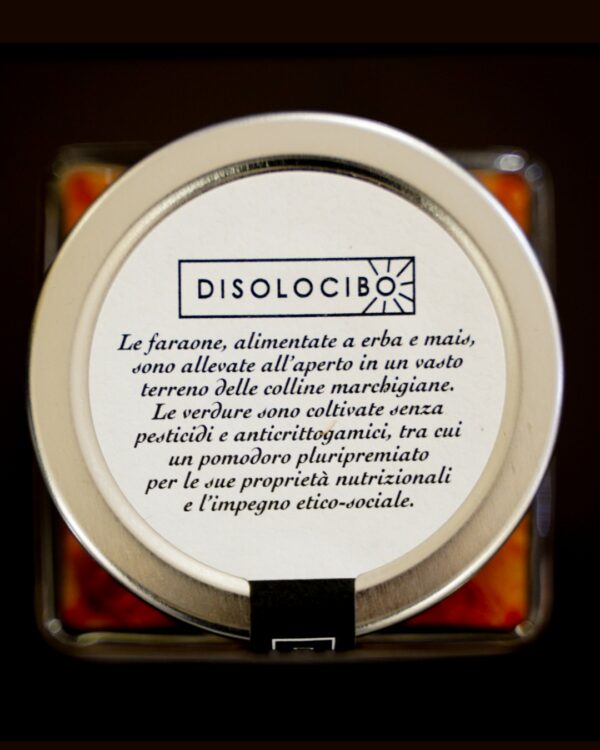 DISOLOCIBO
Le faraone, alimentate a erba e mais,
sono allevate all'aperto in un vasto
terreno delle colline marchigiane.
Le verdure sono coltivate senza
pesticidi e anticrittogamici, tra cui
un pomodoro pluripremiato
per le sue proprietà nutrizionali
e l'impegno etico-sociale.